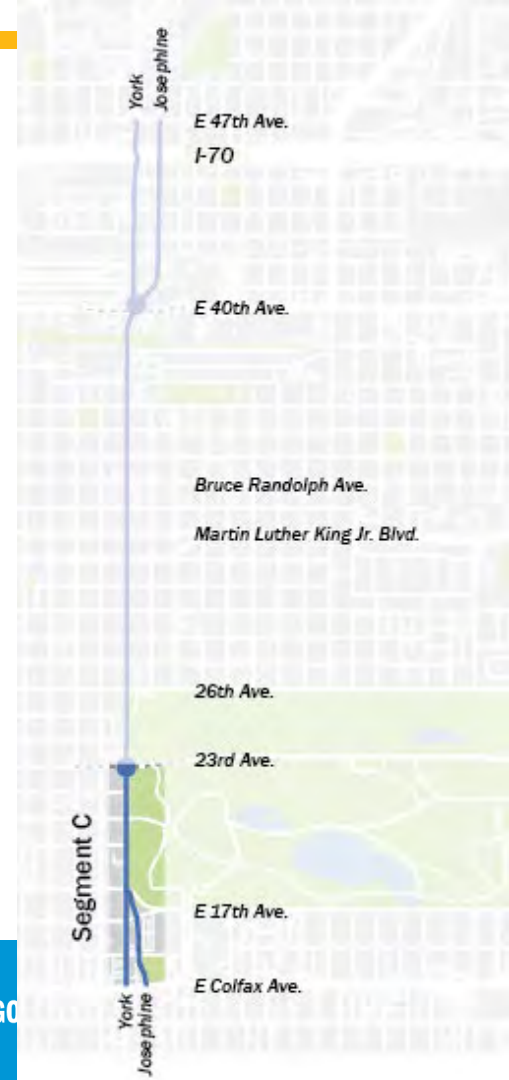 York
Josephine
E 47th Ave.
I-70
E 40th Ave.
Bruce Randolph Ave.
Martin Luther King Jr. Blvd.
26th Ave.
23rd Ave.
Segment C
E 17th Ave.
E Colfax Ave.
York
Josephine
GO